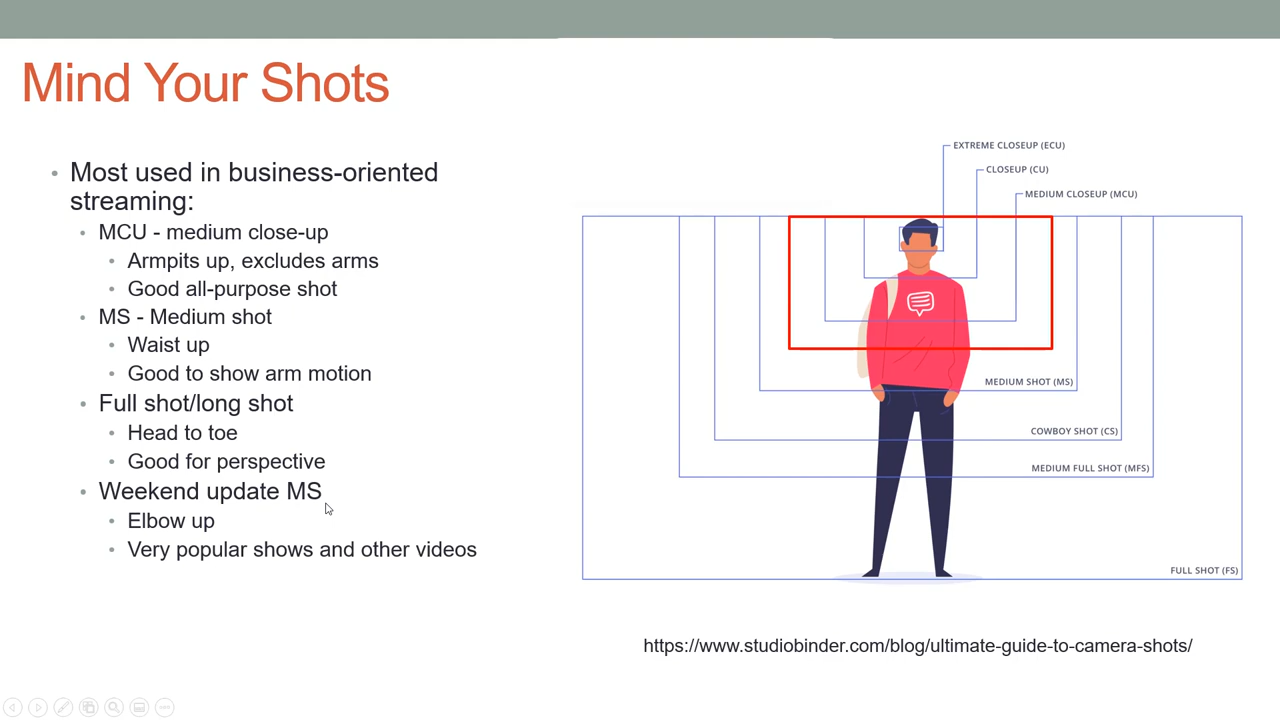 Mind Your Shots
• Most used in business-oriented
streaming:
• MCU - medium close-up
• Armpits up, excludes arms
• Good all-purpose shot
• MS - Medium shot
• Waist up
• Good to show arm motion
• Full shot/long shot
• Head to toe
• Good for perspective
• Weekend update MS
• Elbow up
• Very popular shows and other videos
EXTREME CLOSEUP (ECU)
CLOSEUP (CU)
MEDIUM CLOSEUP (MCU)
MEDIUM SHOT (MS)
COWBOY SHOT (CS)
MEDIUM FULL SHOT (MFS)
FULL SHOT (FS)
https://www.studiobinder.com/blog/ultimate-guide-to-camera-shots/